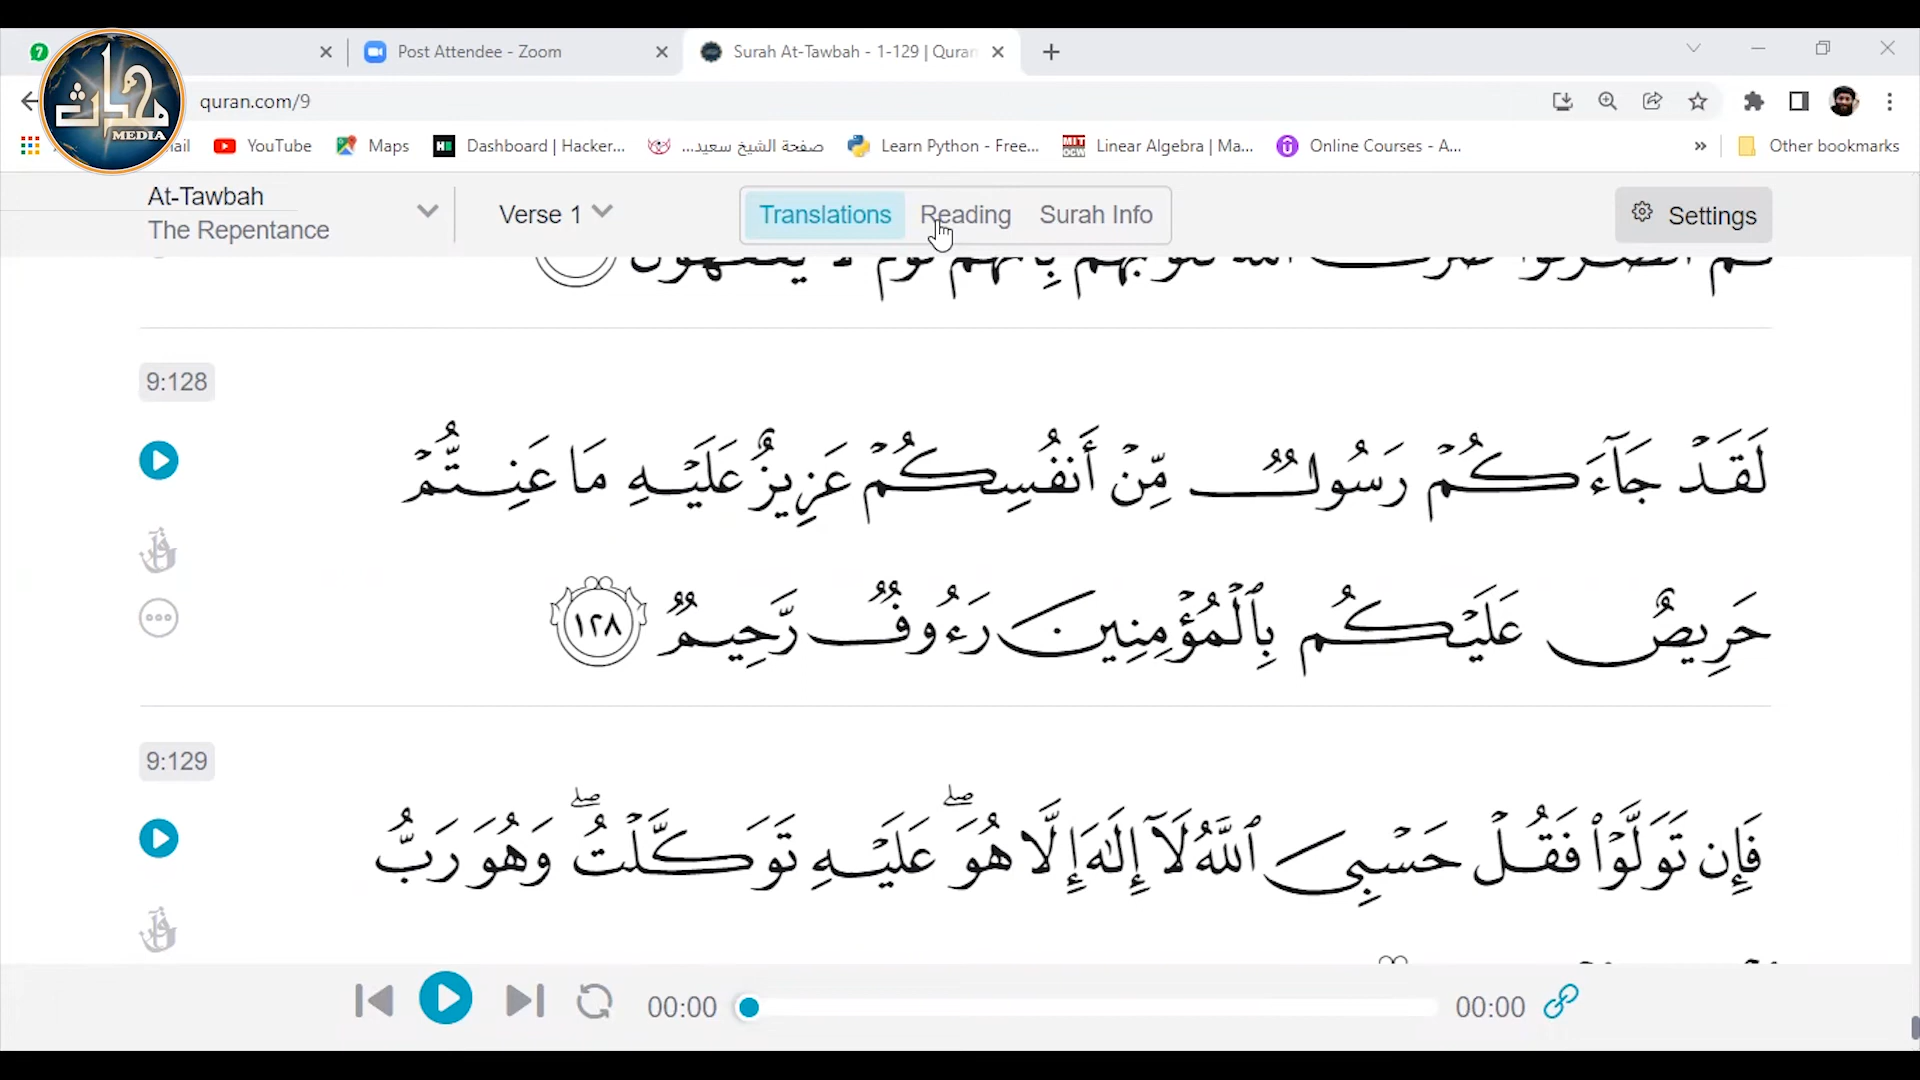 7
Post Attendee - Zoom
Surah At-Tawbah - 1-129 | Quran
quran.com/9
ail
YouTube
Maps
Dashboard | Hacker...
صفحة الشيخ سعيد...
Learn Python - Free...
Linear Algebra | Ma...
Online Courses - A...
»
Other bookmarks
MEDIA
At-Tawbah
The Repentance
Verse 1
Translations
Reading
Surah Info
Settings
9:128
لَقَدْ جَآءَكُمْ رَسُولٌ مِّنْ أَنفُسِكُمْ عَزِيزٌ عَلَيْهِ مَا عَنِتُّمْ
حَرِيصٌ عَلَيْكُم بِٱلْمُؤْمِنِينَ رَءُوفٌ رَّحِيمٌ ١٢٨
9:129
فَإِن تَوَلَّوْا۟ فَقُلْ حَسْبِىَ ٱللَّهُ لَآ إِلَـٰهَ إِلَّا هُوَ ۖ عَلَيْهِ تَوَكَّلْتُ ۖ وَهُوَ رَبُّ
00:00
00:00